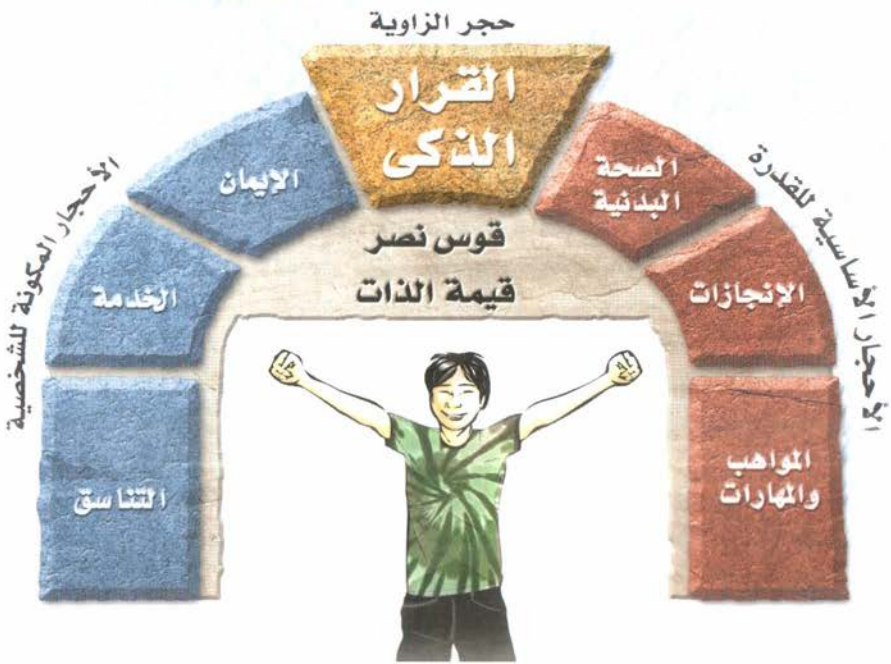 حجر الزاوية
القرار
الذكى
الصحة
البدنية
الإنجازات
المواهب
والمهارات
الأحجار الأساسية للقدرة
الإيمان
الخدمة
التناسق
الأحجار المكونة للشخصية
قوس نصر
قيمة الذات